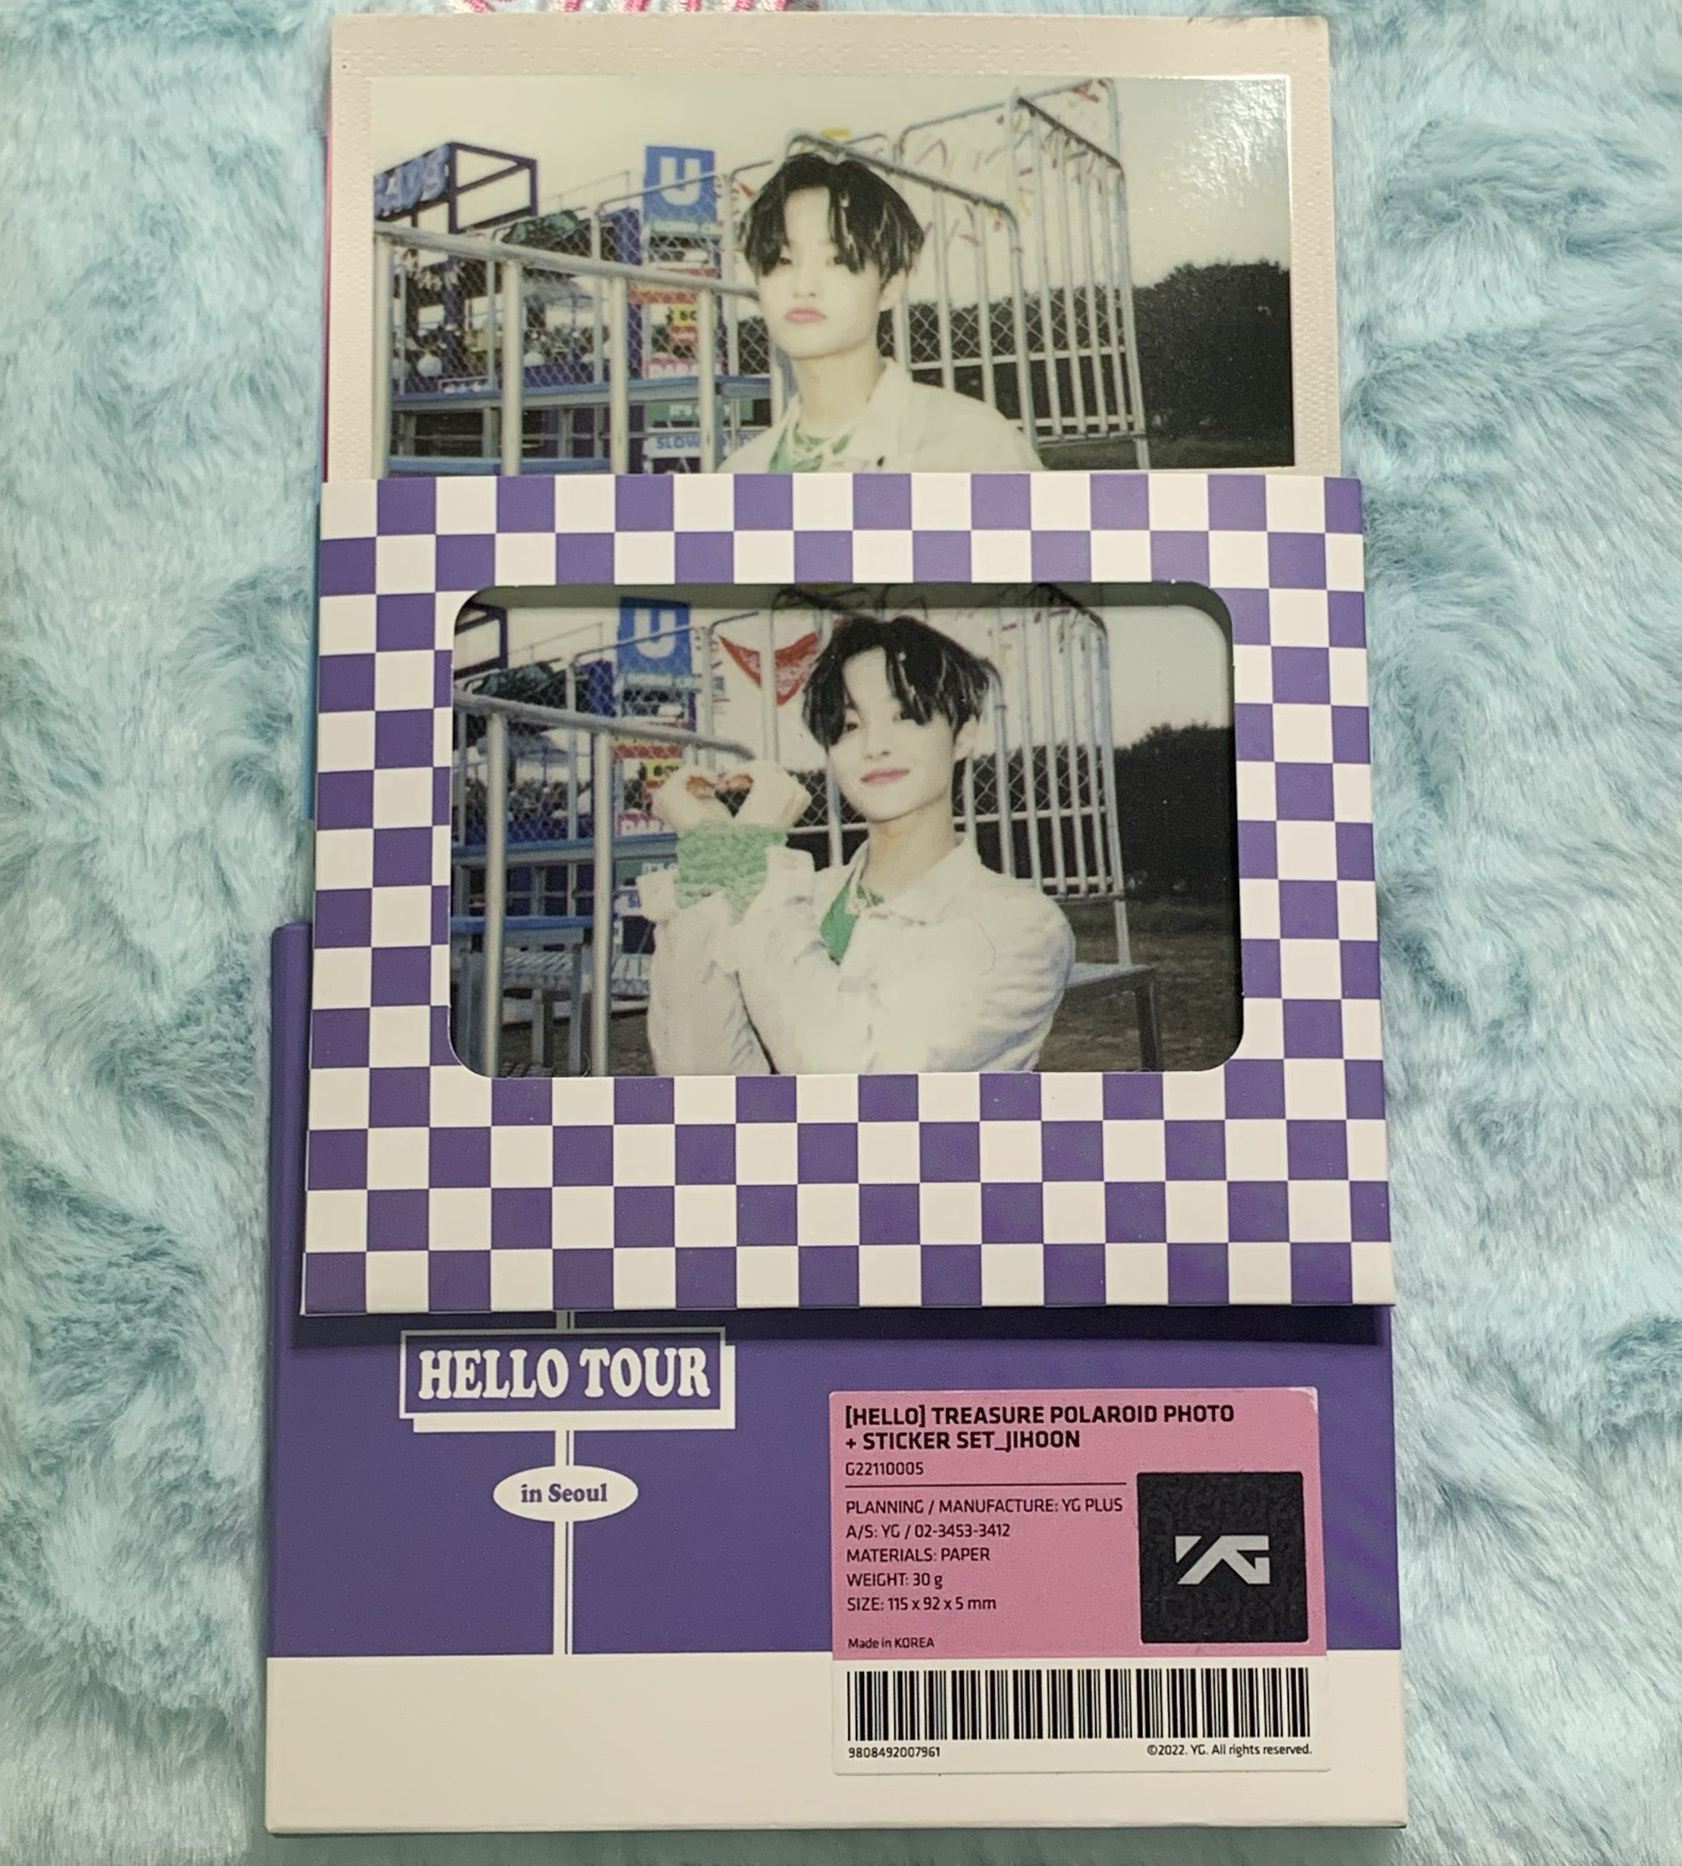 U
U
HELLO TOUR
in Seoul
[HELLO] TREASURE POLAROID PHOTO
+ STICKER SET_JIHOON
G22110005
PLANNING / MANUFACTURE: YG PLUS
A/S: YG / 02-3453-3412
MATERIALS: PAPER
WEIGHT: 30 g
SIZE: 115 x 92 x 5 mm
Made in KOREA
YG
9808492007961
©2022. YG. All rights reserved.